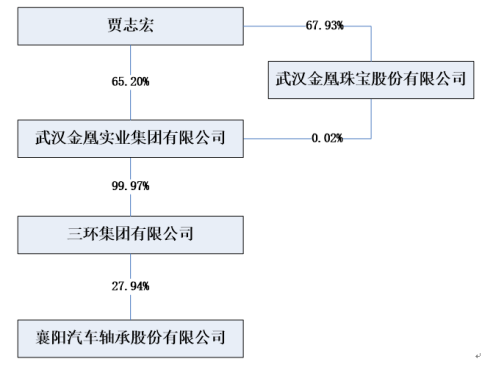 贾志宏
67.93%
武汉金凰珠宝股份有限公司
65.20%
武汉金凰实业集团有限公司
0.02%
99.97%
三环集团有限公司
27.94%
襄阳汽车轴承股份有限公司